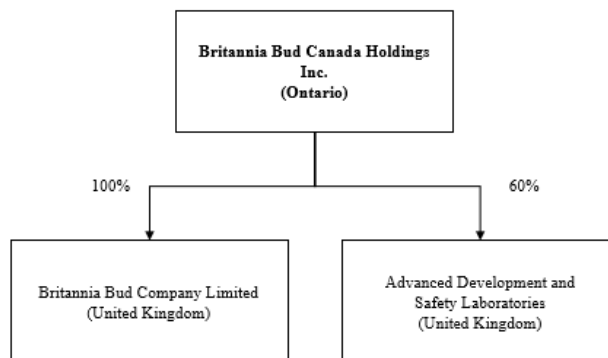 Britannia Bud Canada Holdings
Inc.
(Ontario)
100%
60%
Britannia Bud Company Limited
(United Kingdom)
Advanced Development and
Safety Laboratories
(United Kingdom)